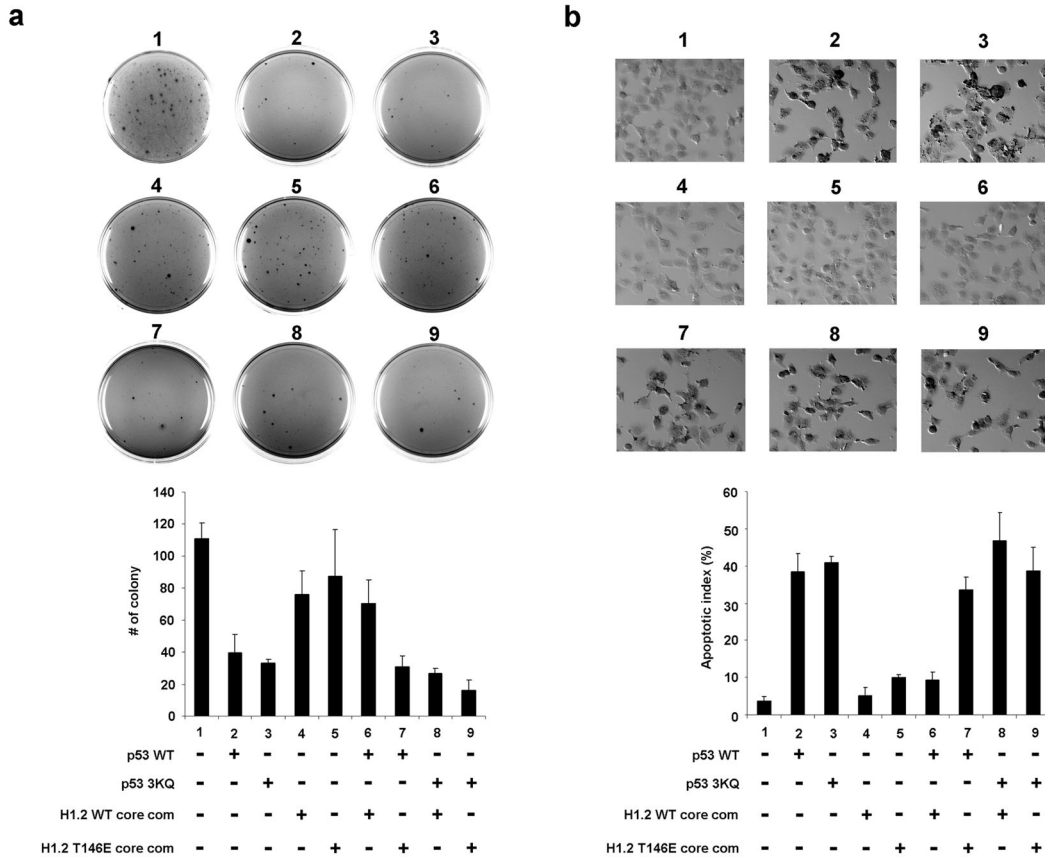 a
1 2 3
4 5 6
7 8 9
# of colony
140
120
100
80
60
40
20
0
1 2 3 4 5 6 7 8 9
p53 WT - + - - - + + - -
p53 3KQ - - + - - - - + +
H1.2 WT core com - - - + - + - + -
H1.2 T146E core com - - - - + - + - +
b
1 2 3
4 5 6
7 8 9
Apoptotic index (%)
60
50
40
30
20
10
0
1 2 3 4 5 6 7 8 9
p53 WT - + - - - + + - -
p53 3KQ - - + - - - - + +
H1.2 WT core com - - - + - + - + -
H1.2 T146E core com - - - - + - + - +